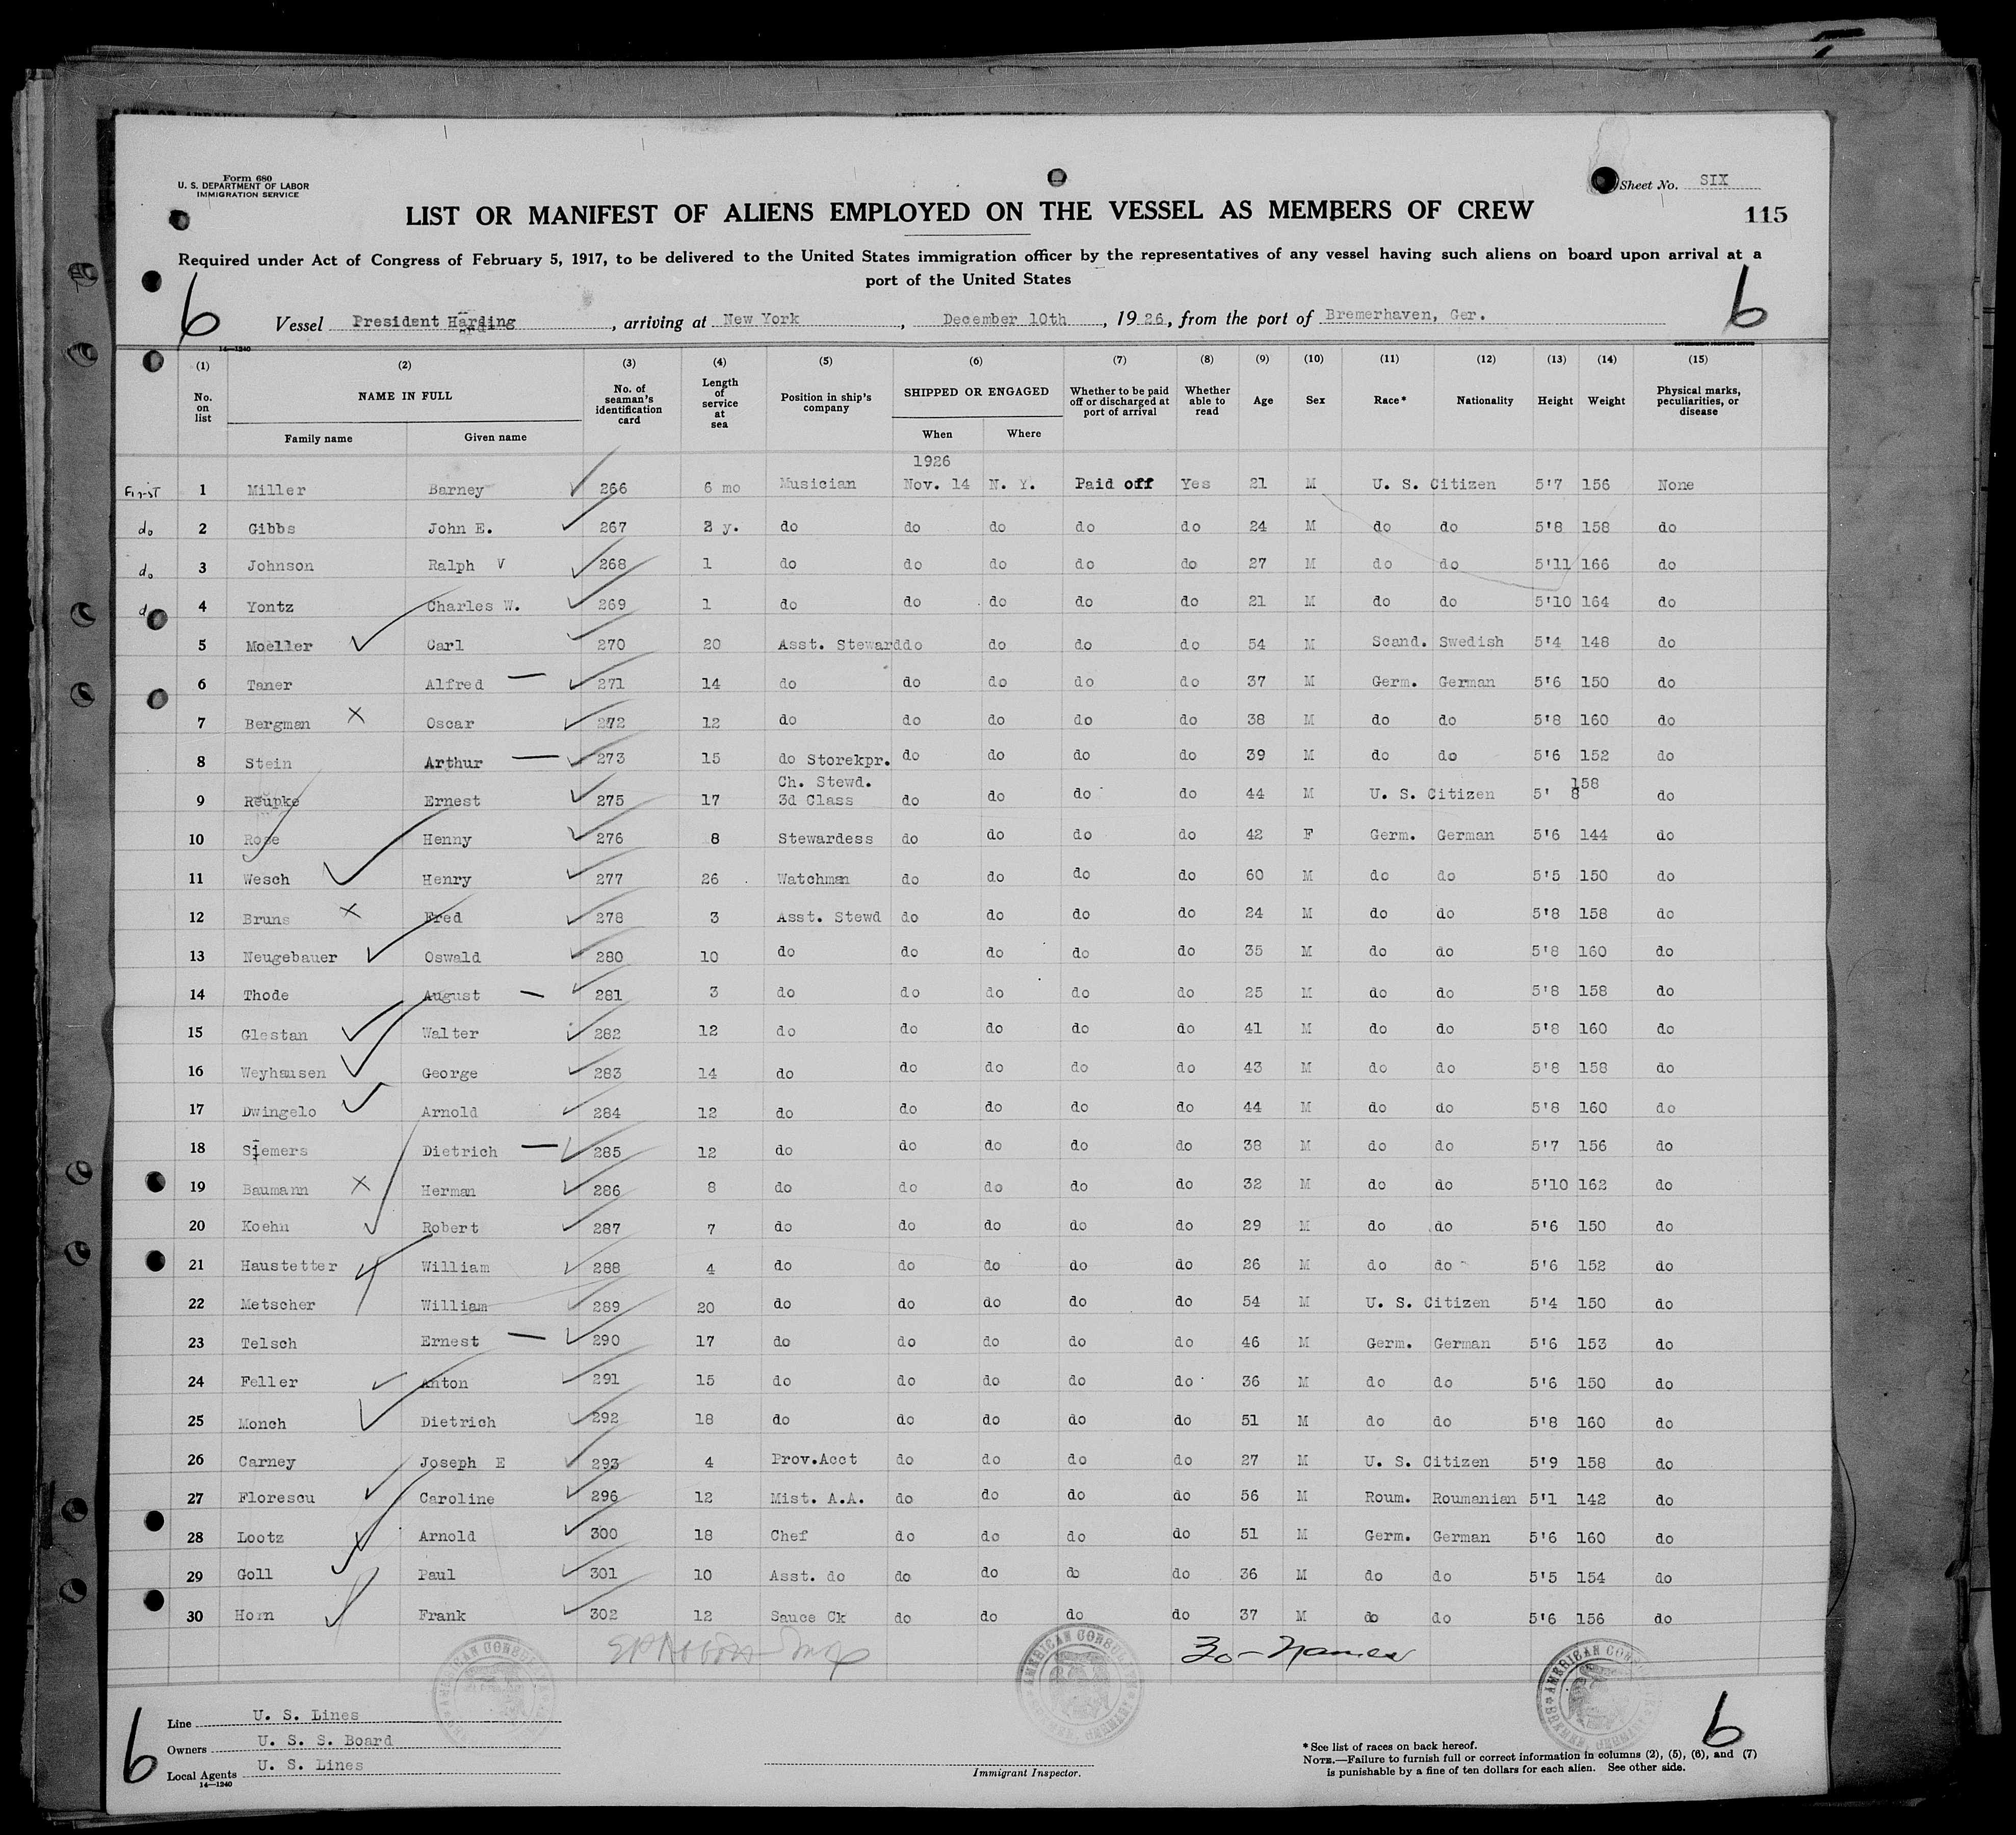 Form 680
U. S. DEPARTMENT OF LABOR
IMMIGRATION SERVICE
Sheet No. SIX
LIST OR MANIFEST OF ALIENS EMPLOYED ON THE VESSEL AS MEMBERS OF CREW
115
Required under Act of Congress of February 5, 1917, to be delivered to the United States immigration officer by the representatives of any vessel having such aliens on board upon arrival at a
port of the United States
6 6
Vessel President Harding, arriving at New York, December 10th, 1926, from the port of Bremerhaven, Ger.
14—1240
(1) (2) (3) (4) (5) (6) (7) (8) (9) (10) (11) (12) (13) (14) (15)
No. on list NAME IN FULL No. of seaman's identification card Length of service at sea Position in ship's company SHIPPED OR ENGAGED Whether to be paid off or discharged at port of arrival Whether able to read Age Sex Race* Nationality Height Weight Physical marks, peculiarities, or disease
Family name Given name When Where
1926
First 1 Miller Barney 266 6 mo Musician Nov. 14 N. Y. Paid off Yes 21 M U. S. Citizen 5'7 156 None
do 2 Gibbs John E. 267 2 y. do do do do do 24 M do do 5'8 158 do
do 3 Johnson Ralph V 268 1 do do do do do 27 M do do 5'11 166 do
do 4 Yontz Charles W. 269 1 do do do do do 21 M do do 5'10 164 do
5 Moeller Carl 270 20 Asst. Steward do do do do 54 M Scand. Swedish 5'4 148 do
6 Taner Alfred 271 14 do do do do do 37 M Germ. German 5'6 150 do
7 Bergman Oscar 272 12 do do do do do 38 M do do 5'8 160 do
8 Stein Arthur 273 15 do Storekpr. do do do do 39 M do do 5'6 152 do
9 Reupke Ernest 275 17 Ch. Stewd. 3d Class do do do do 44 M U. S. Citizen 5' 8 158 do
10 Rose Henny 276 8 Stewardess do do do do 42 F Germ. German 5'6 144 do
11 Wesch Henry 277 26 Watchman do do do do 60 M do do 5'5 150 do
12 Bruns Fred 278 3 Asst. Stewd do do do do 24 M do do 5'8 158 do
13 Neugebauer Oswald 280 10 do do do do do 35 M do do 5'8 160 do
14 Thode August 281 3 do do do do do 25 M do do 5'8 158 do
15 Glestan Walter 282 12 do do do do do 41 M do do 5'8 160 do
16 Weyhausen George 283 14 do do do do do 43 M do do 5'8 158 do
17 Dwingelo Arnold 284 12 do do do do do 44 M do do 5'8 160 do
18 Siemers Dietrich 285 12 do do do do do 38 M do do 5'7 156 do
19 Baumann Herman 286 8 do do do do do 32 M do do 5'10 162 do
20 Koehn Robert 287 7 do do do do do 29 M do do 5'6 150 do
21 Haustetter William 288 4 do do do do do 26 M do do 5'6 152 do
22 Metscher William 289 20 do do do do do 54 M U. S. Citizen 5'4 150 do
23 Telsch Ernest 290 17 do do do do do 46 M Germ. German 5'6 153 do
24 Feller Anton 291 15 do do do do do 36 M do do 5'6 150 do
25 Monch Dietrich 292 18 do do do do do 51 M do do 5'8 160 do
26 Carney Joseph E 293 4 Prov.Acct do do do do 27 M U. S. Citizen 5'9 158 do
27 Florescu Caroline 296 12 Mist. A.A. do do do do 56 M Roum. Roumanian 5'1 142 do
28 Lootz Arnold 300 18 Chef do do do do 51 M Germ. German 5'6 160 do
29 Goll Paul 301 10 Asst. do do do do do 36 M do do 5'5 154 do
30 Horn Frank 302 12 Sauce Ck do do do do 37 M do do 5'6 156 do
30 - Names
AMERICAN CONSULAR
AMERICAN CONSULAR
AMERICAN CONSULAR
6 6
Line U. S. Lines
Owners U. S. S. Board
Local Agents U. S. Lines
14—1240
Immigrant Inspector.
* See list of races on back hereof.
NOTE.—Failure to furnish full or correct information in columns (2), (5), (6), and (7)
is punishable by a fine of ten dollars for each alien. See other side.